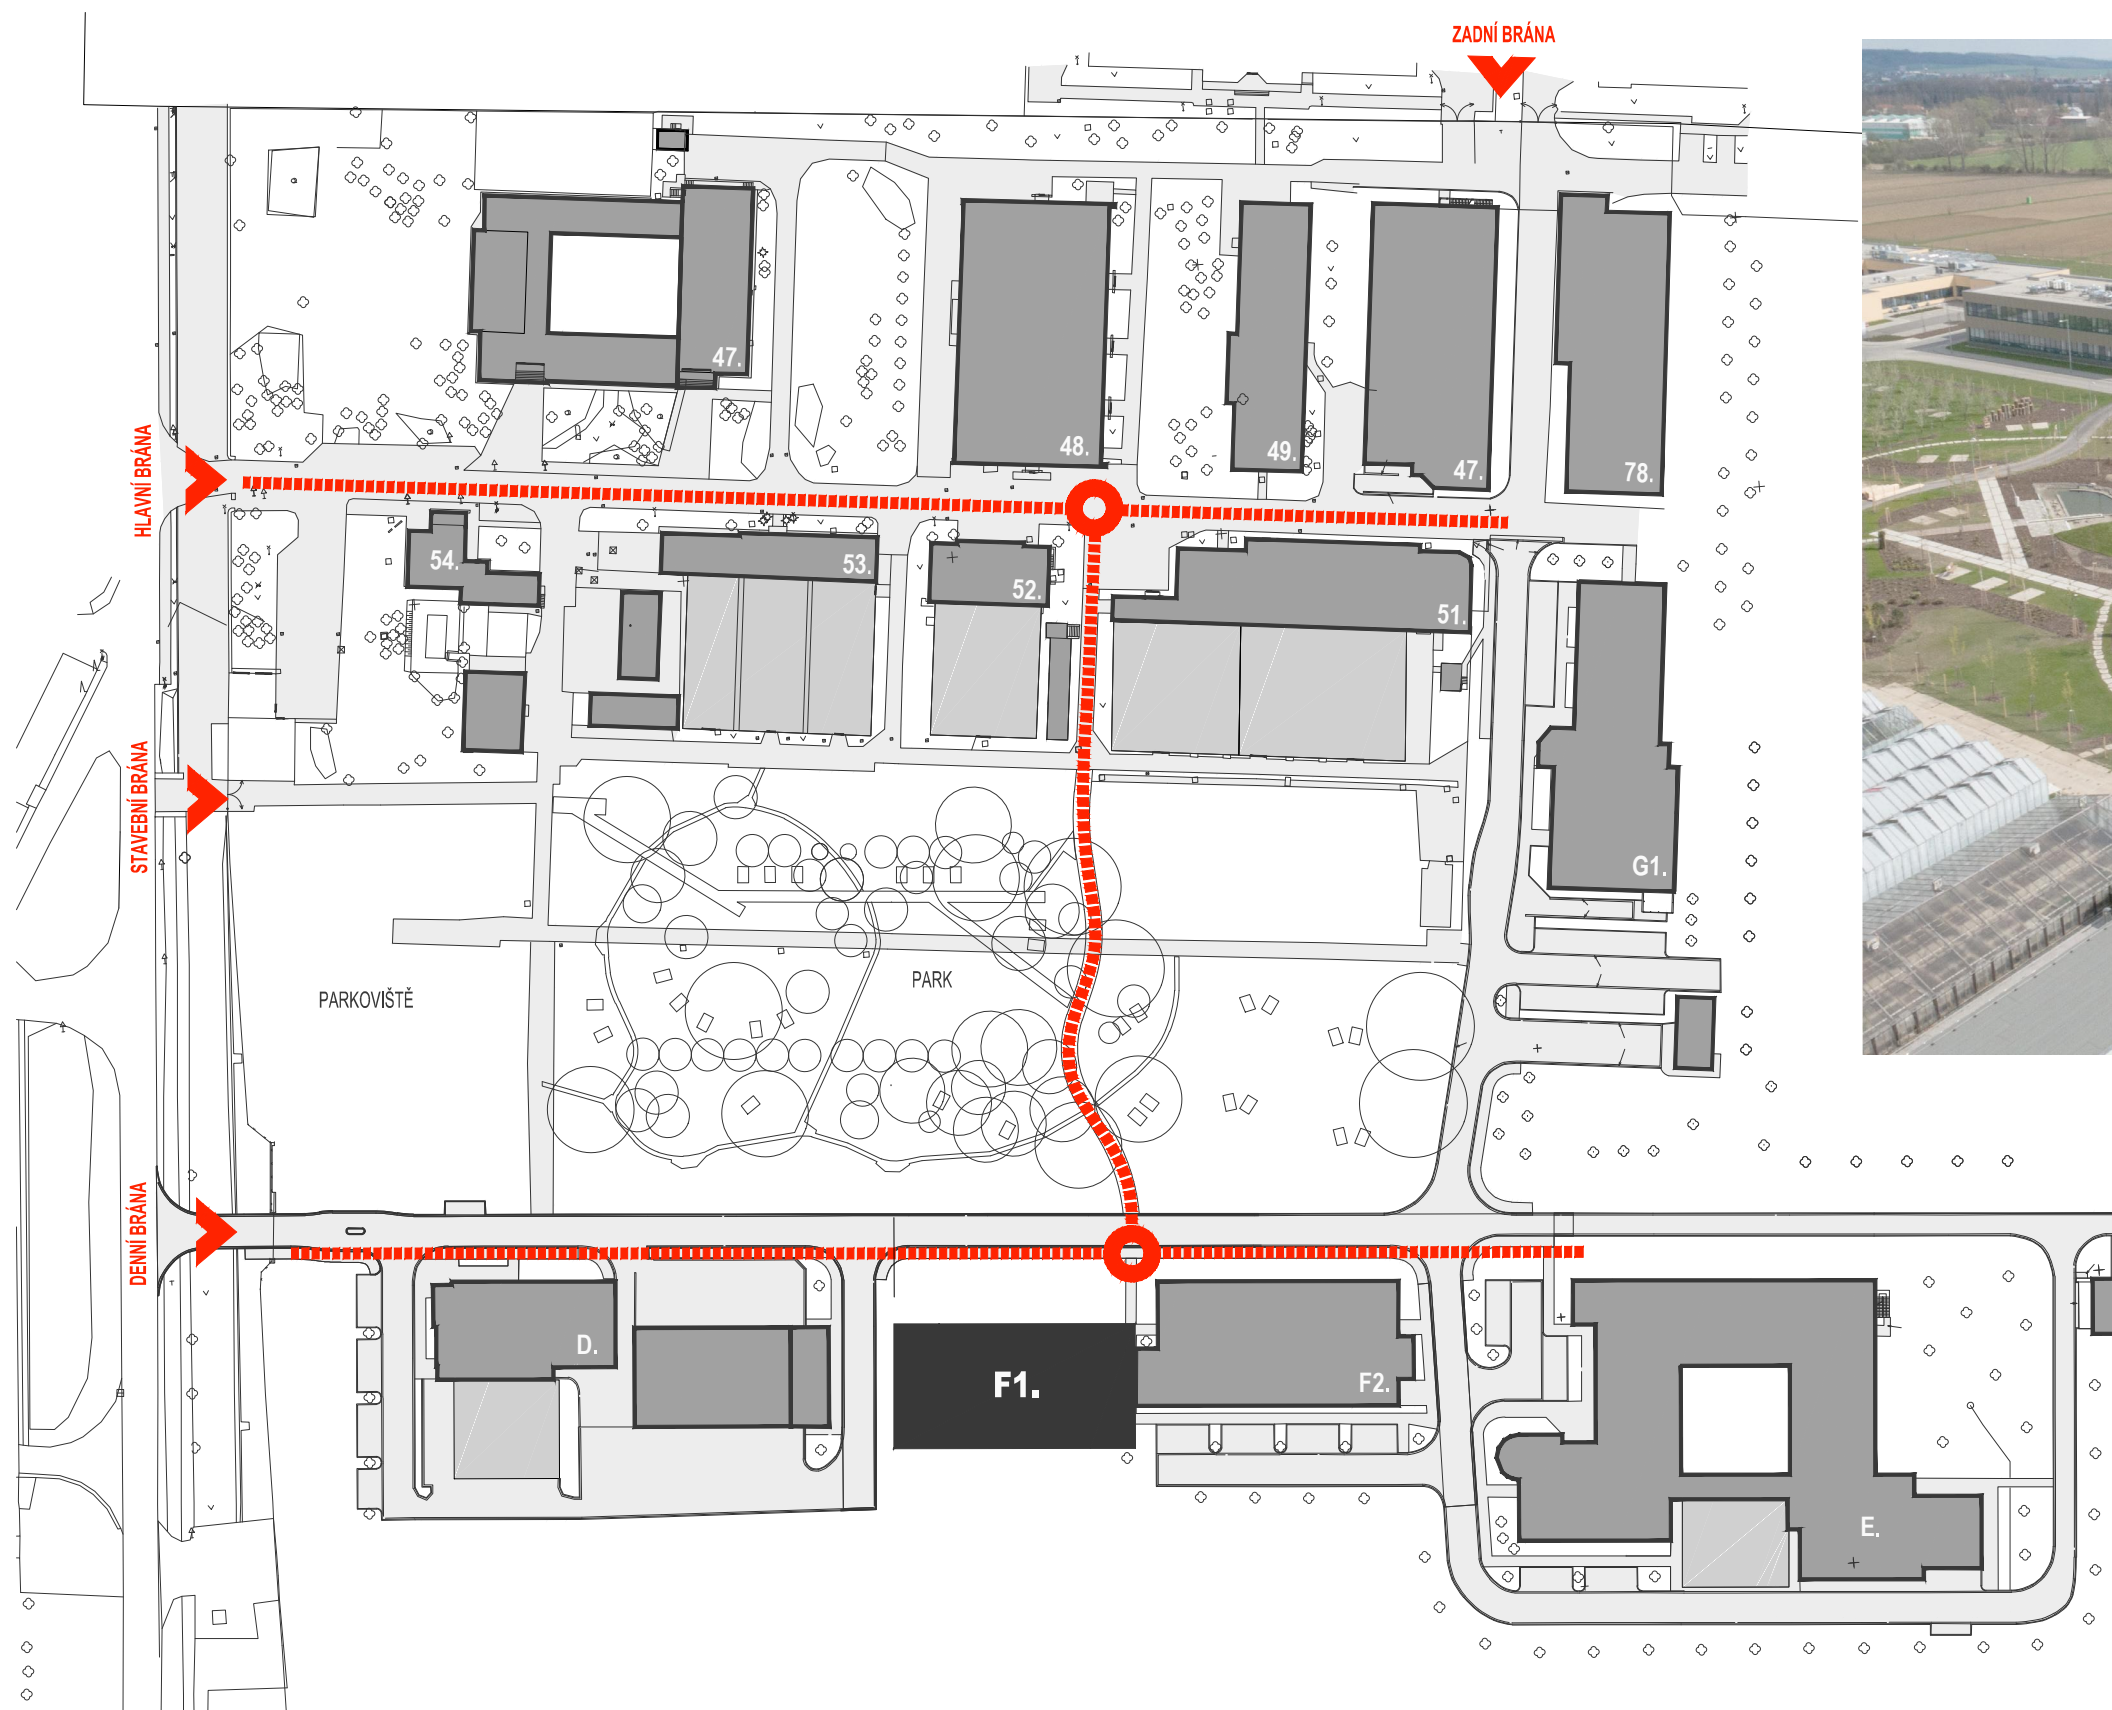 ZADNÍ BRÁNA
47.
48.
49.
47.
78.
HLAVNÍ BRÁNA
54.
53.
52.
51.
STAVEBNÍ BRÁNA
G1.
PARKOVIŠTĚ
PARK
DENNÍ BRÁNA
D.
F1.
F2.
E.